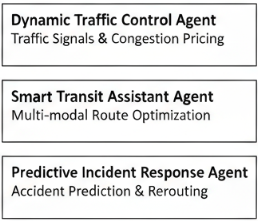 Dynamic Traffic Control Agent
Traffic Signals & Congestion Pricing
Smart Transit Assistant Agent
Multi-modal Route Optimization
Predictive Incident Response Agent
Accident Prediction & Rerouting